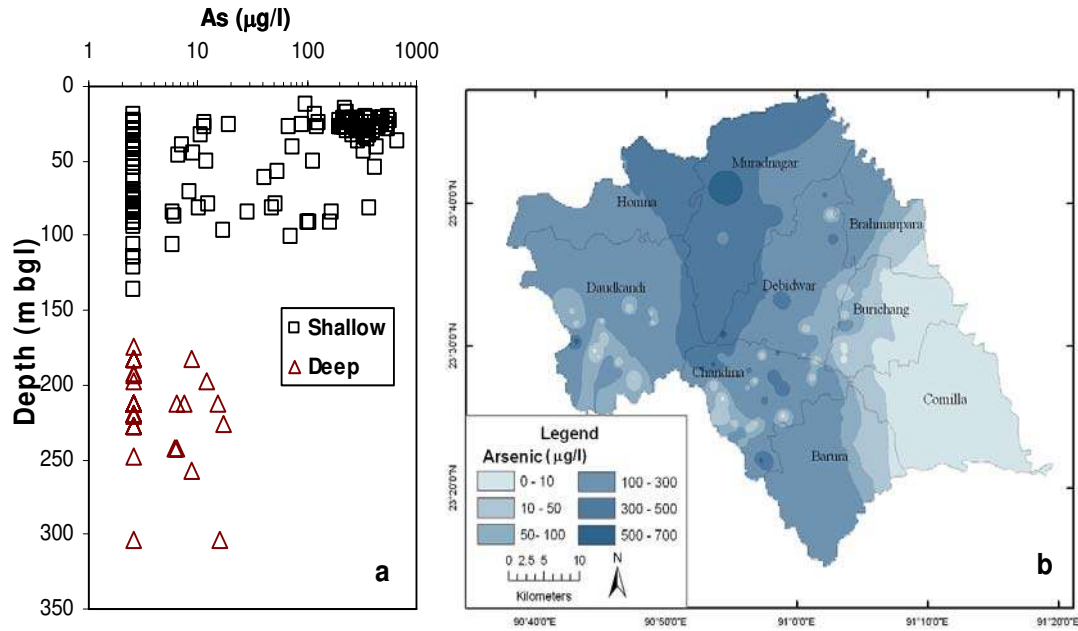 As (µg/l)
1 10 100 1000
Depth (m bgl)
0
50
100
150
200
250
300
350
Shallow
Deep
a
23°40'0"N
23°30'0"N
23°20'0"N
Muradnagar
Homna
Brahmanpara
Daudkandi
Debidwar
Burichang
Chandina
Comilla
Barura
Legend
Arsenic (µg/l)
0 - 10 100 - 300
10 - 50 300 - 500
50- 100 500 - 700
0 2.5 5 10
Kilometers
N
b
90°40'0"E 90°50'0"E 91°0'0"E 91°10'0"E 91°20'0"E